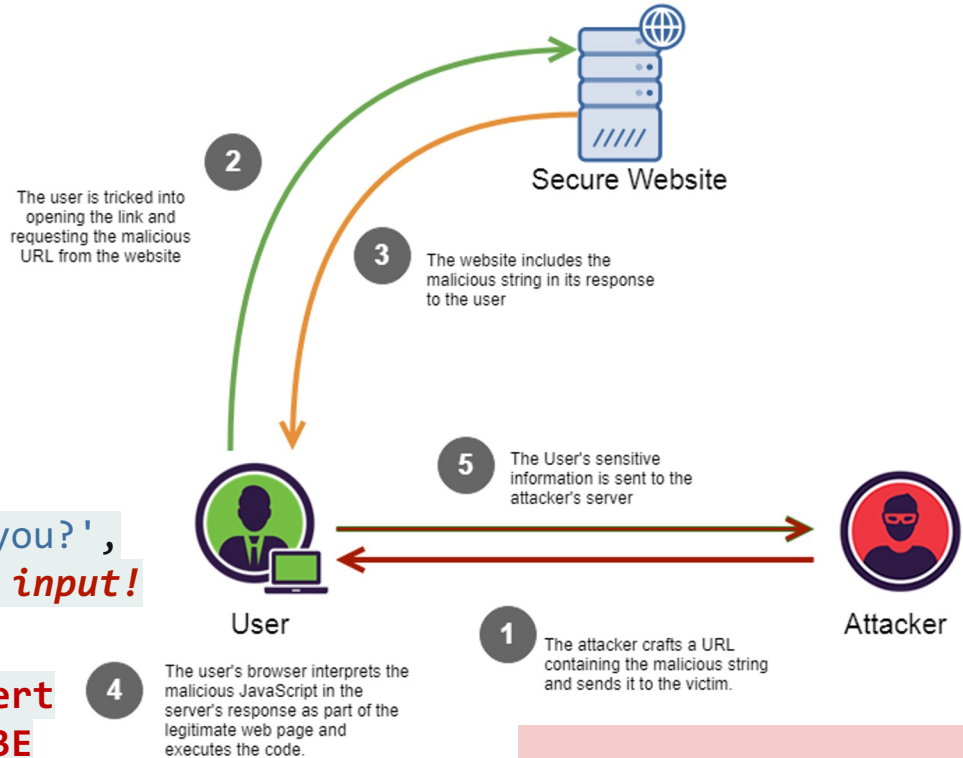 Secure Website
2
The user is tricked into
opening the link and
requesting the malicious
URL from the website
3
The website includes the
malicious string in its response
to the user
5
The User's sensitive
information is sent to the
attacker's server
you?',
input!
User
Attacker
1
The attacker crafts a URL
containing the malicious string
and sends it to the victim.
4
The user's browser interprets the
malicious JavaScript in the
server's response as part of the
legitimate web page and
executes the code.